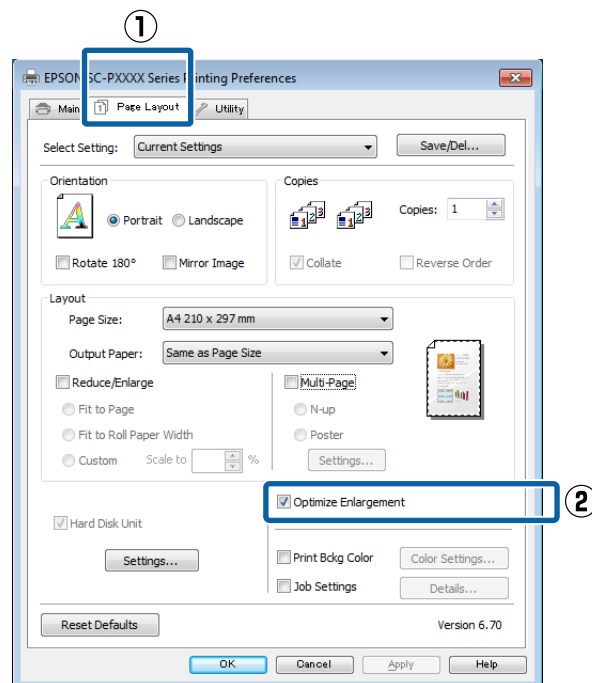 ①
EPSON SC-PXXXX Series Printing Preferences
Main Page Layout Utility
Select Setting: Current Settings Save/Del...
Orientation
Portrait Landscape
Rotate 180° Mirror Image
Copies
Copies: 1
Collate Reverse Order
Layout
Page Size: A4 210 x 297 mm
Output Paper: Same as Page Size
Reduce/Enlarge
Fit to Page
Fit to Roll Paper Width
Custom Scale to %
Multi-Page
N-up
Poster
Settings...
Optimize Enlargement
②
Hard Disk Unit
Settings...
Print Bckg Color Color Settings...
Job Settings Details...
Reset Defaults Version 6.70
OK Cancel Apply Help